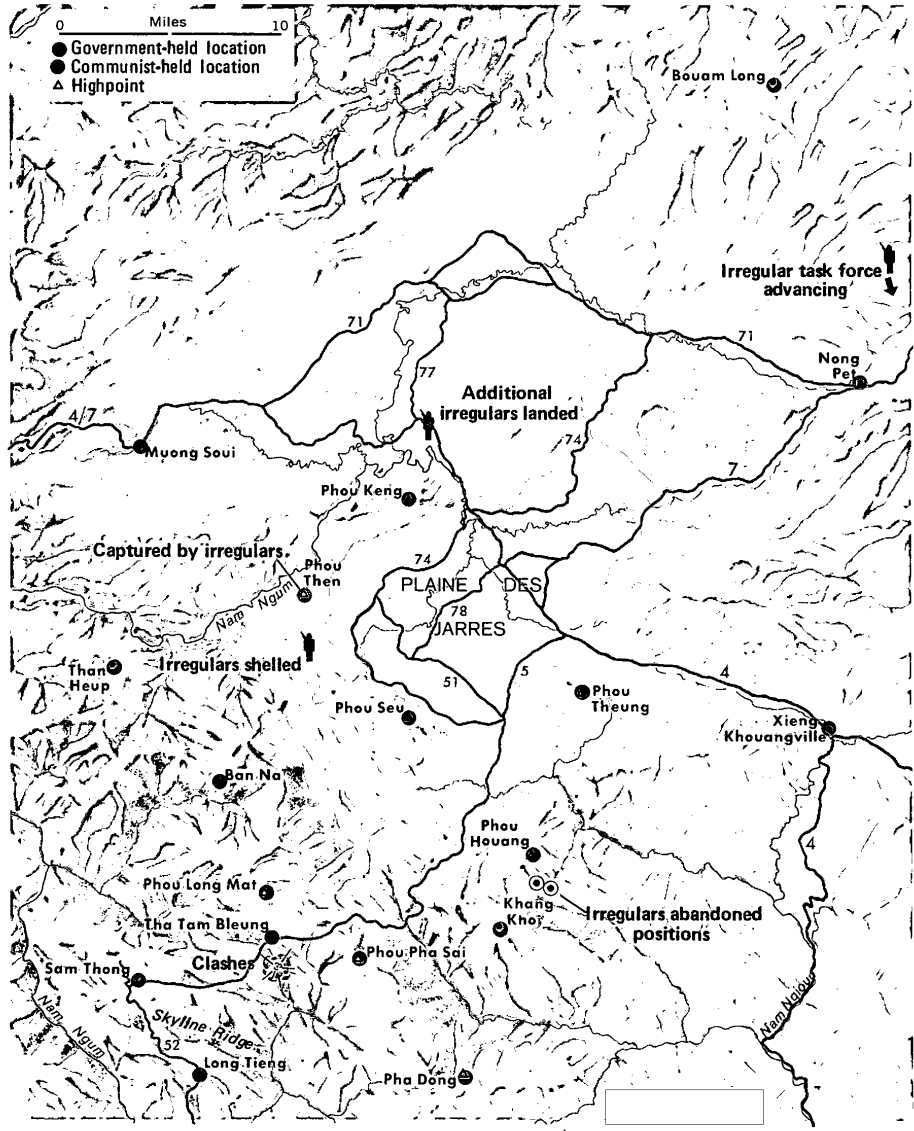 0 Miles 10
Government-held location
Communist-held location
Highpoint
Bouam Long
Irregular task force
advancing
71
71
Nong
Pet
77
Additional
irregulars landed
4/7
74
Muong Soui
7
Phou Keng
Captured by irregulars
74
Phou
Then
PLAINE DES
Nam Ngum
78
JARRES
Irregulars shelled
Than
Heup
5
4
51
Phou
Theung
Phou Seu
Xieng
Khouangville
Ban Na
Phou
Houang
4
Phou Long Mat
Khang
Khoi
Irregulars abandoned
positions
Tha Tam Bleung
Clashes
Phou Pha Sai
Sam Thong
Nam Ngum
Skyline Ridge
Nam Ngiou
52
Long Tieng
Pha Dong